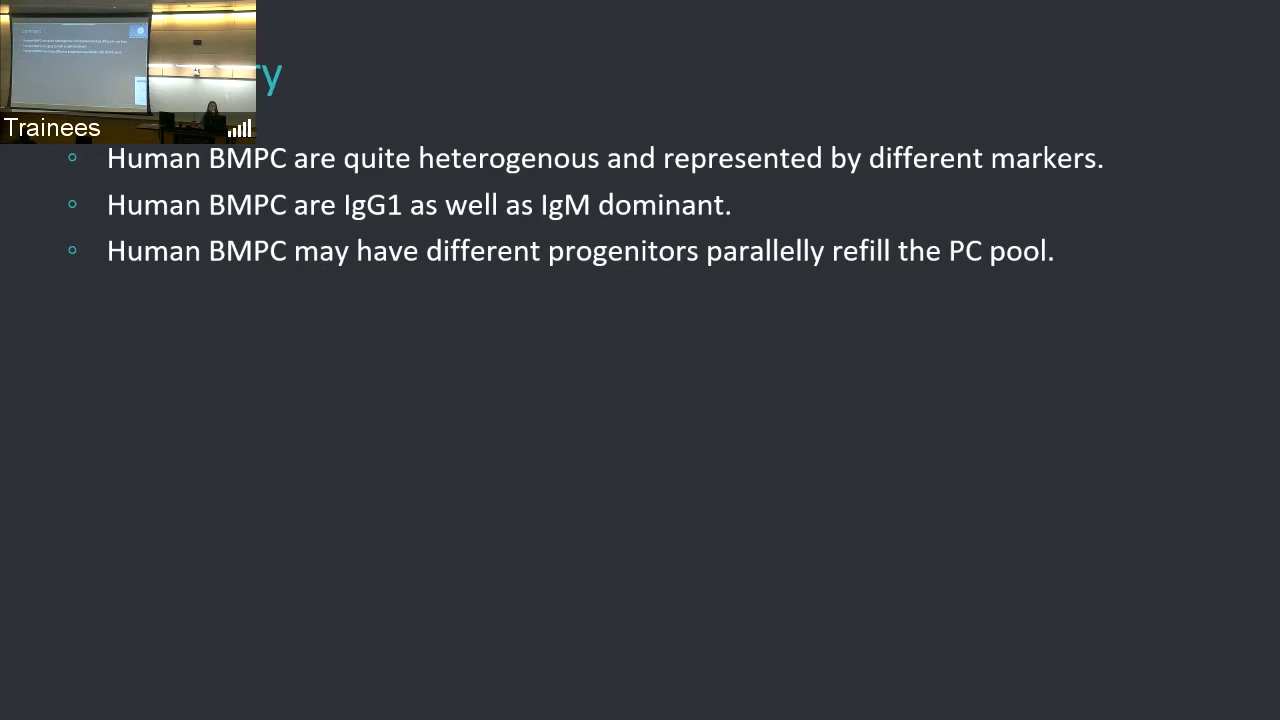 Trainees
Human BMPC are quite heterogenous and represented by different markers.
Human BMPC are IgG1 as well as IgM dominant.
Human BMPC may have different progenitors parallelly refill the PC pool.